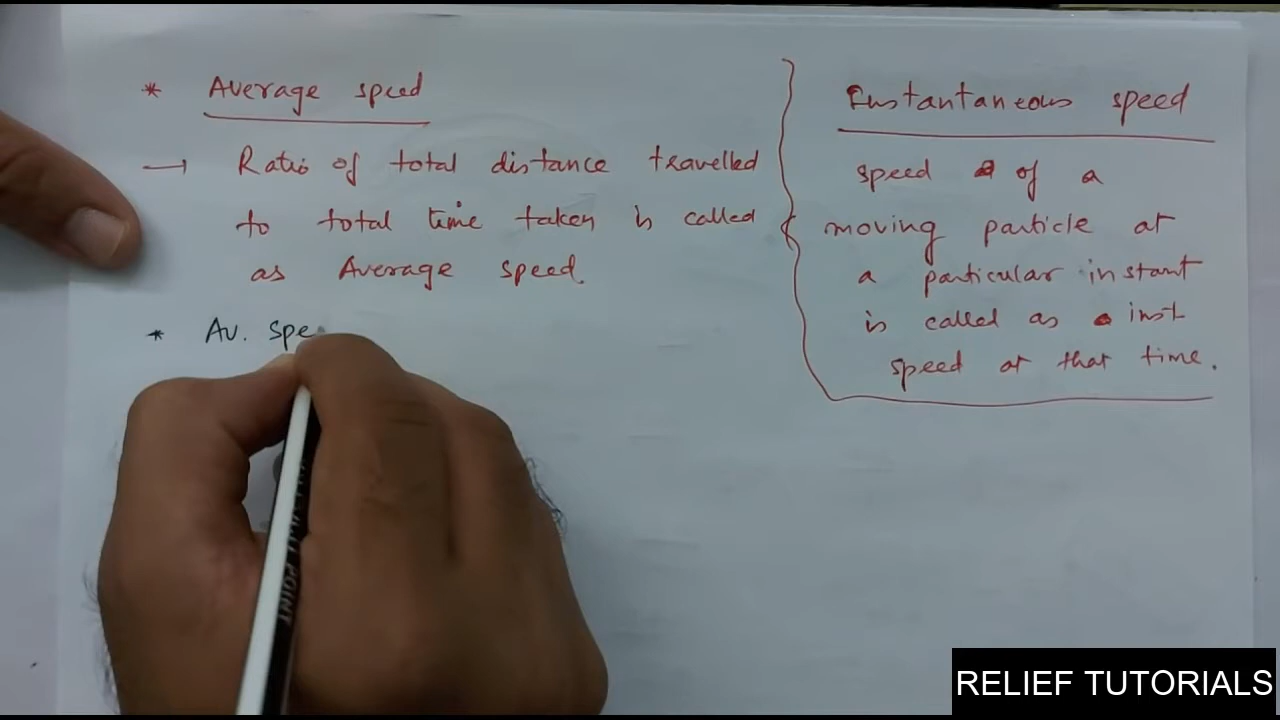 * Average speed
→ Ratio of total distance travelled
to total time taken is called
as Average speed.
* Av. spe
Instantaneous speed
speed of a
moving particle at
a particular instant
is called as inst
speed at that time.
RELIEF TUTORIALS